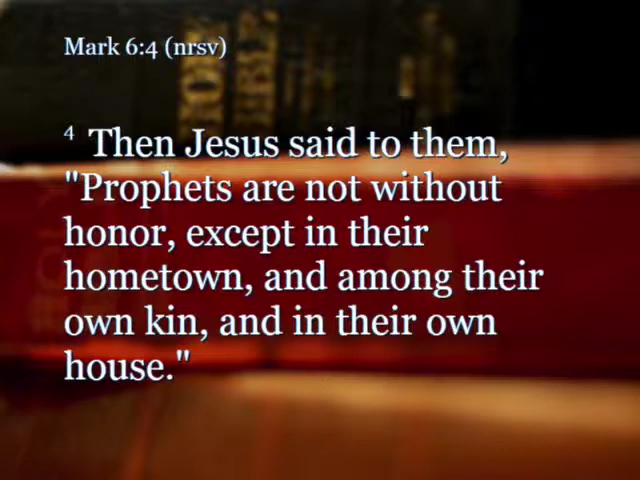 Mark 6:4 (nrsv)
4 Then Jesus said to them,
"Prophets are not without
honor, except in their
hometown, and among their
own kin, and in their own
house."